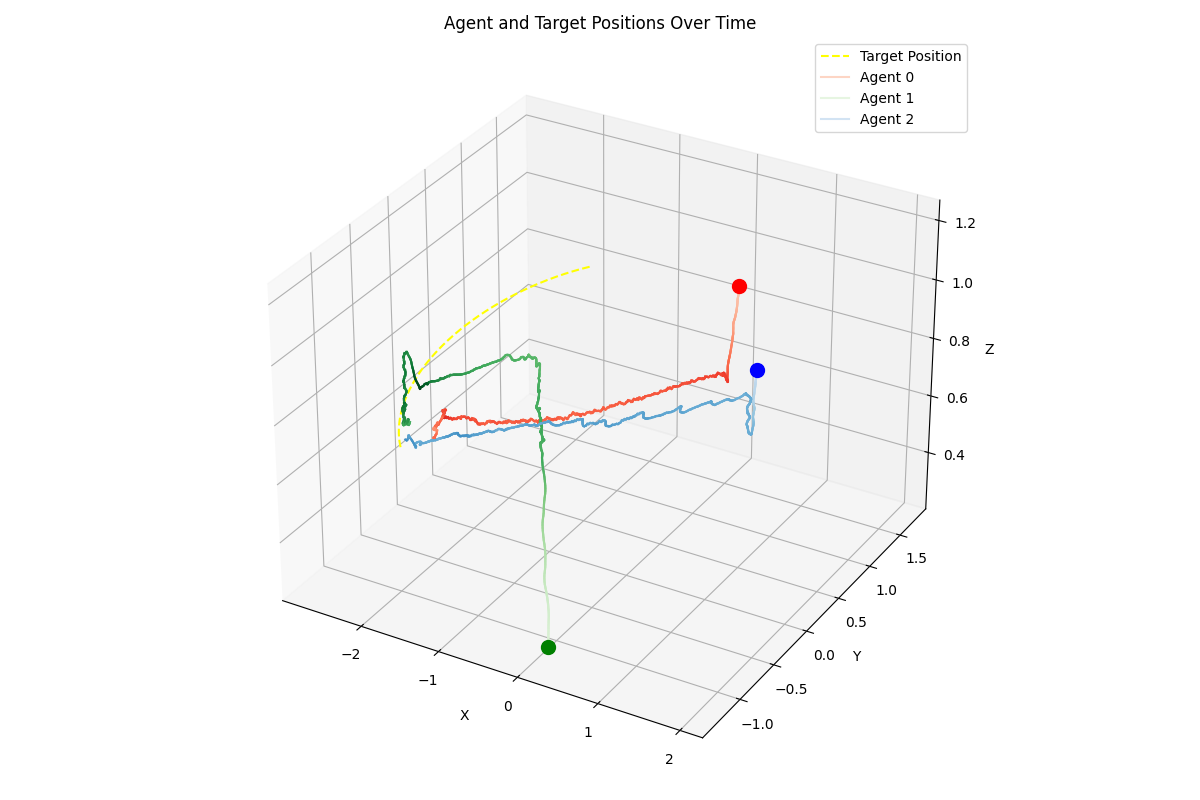 Agent and Target Positions Over Time
Target Position
Agent 0
Agent 1
Agent 2
1.2
1.0
0.8
0.6
0.4
Z
1.5
1.0
0.5
0.0
−0.5
−1.0
Y
−2
−1
0
1
2
X